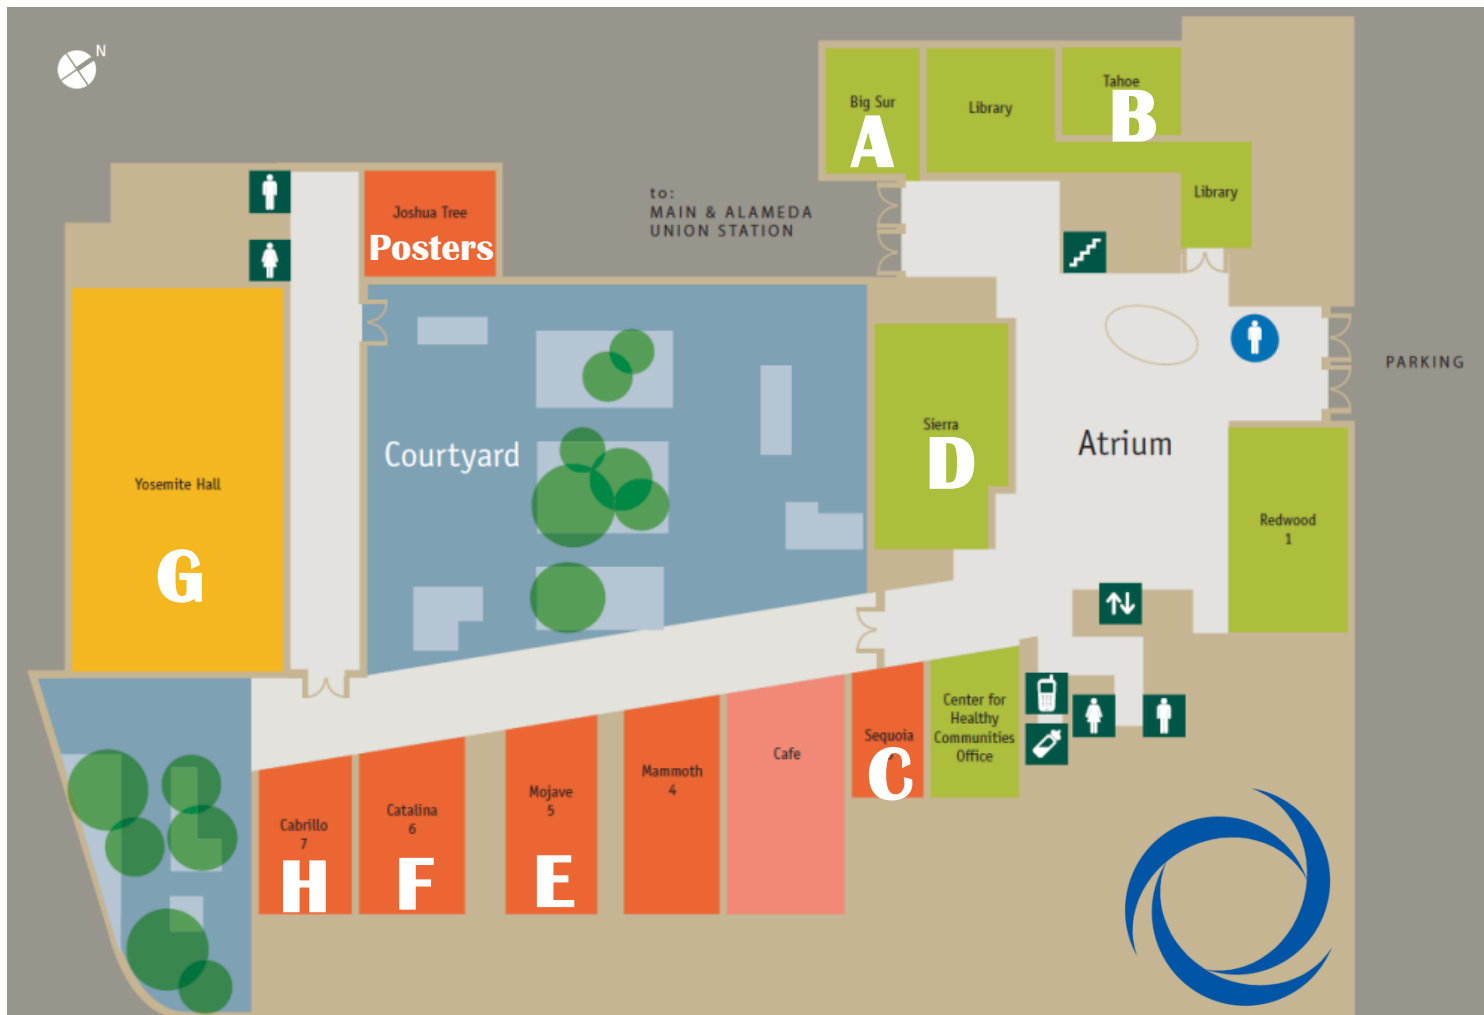 N
Big Sur
A
Library
Tahoe
B
Library
Joshua Tree
Posters
to:
MAIN & ALAMEDA
UNION STATION
PARKING
Courtyard
Sierra
D
Atrium
Yosemite Hall
G
Redwood
1
Center for
Healthy
Communities
Office
Sequoia
C
Cafe
Mammoth
4
Mojave
5
E
Catalina
6
F
Cabrillo
7
H